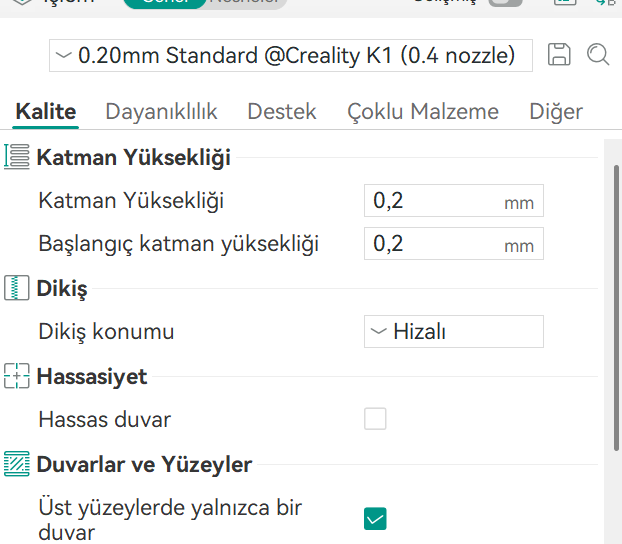 0.20mm Standard @Creality K1 (0.4 nozzle)
Kalite Dayanıklılık Destek Çoklu Malzeme Diğer
Katman Yüksekliği
Katman Yüksekliği 0,2 mm
Başlangıç katman yüksekliği 0,2 mm
Dikiş
Dikiş konumu Hizalı
Hassasiyet
Hassas duvar
Duvarlar ve Yüzeyler
Üst yüzeylerde yalnızca bir
duvar